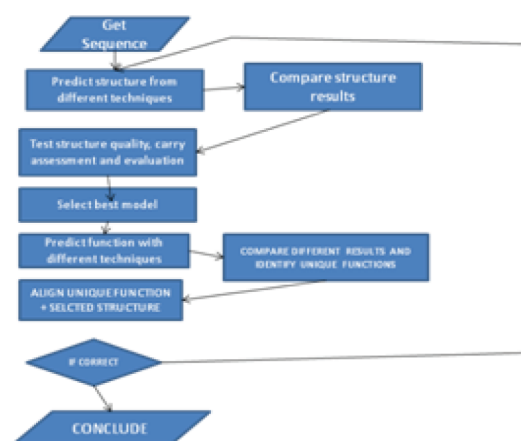 Get
Sequence
Predict structure from
different techniques
Compare structure
results
Test structure quality, carry
assessment and evaluation
Select best model
Predict function with
different techniques
COMPARE DIFFERENT RESULTS AND
IDENTIFY UNIQUE FUNCTIONS
ALIGN UNIQUE FUNCTION
+ SELCTED STRUCTURE
IF CORRECT
CONCLUDE